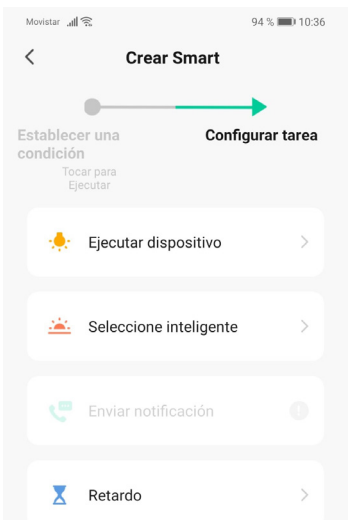 Movistar 94 % 10:36
Crear Smart
Establecer una
condición
Configurar tarea
Tocar para
Ejecutar
Ejecutar dispositivo
Seleccione inteligente
Enviar notificación
Retardo